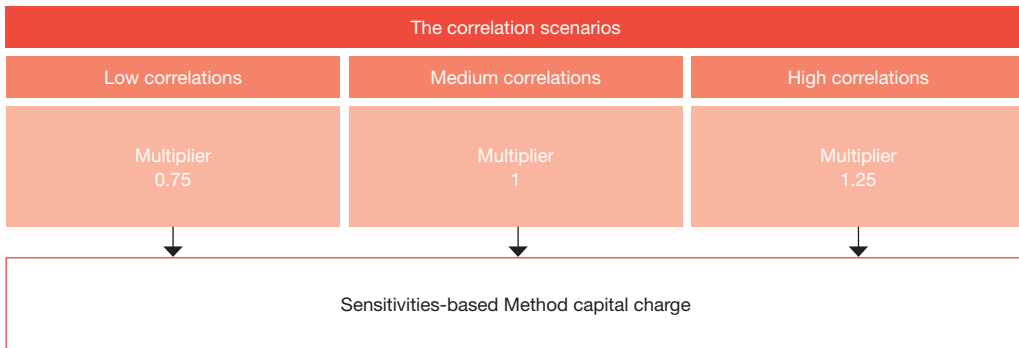 The correlation scenarios
Low correlations
Medium correlations
High correlations
Multiplier
0.75
Multiplier
1
Multiplier
1.25
Sensitivities-based Method capital charge